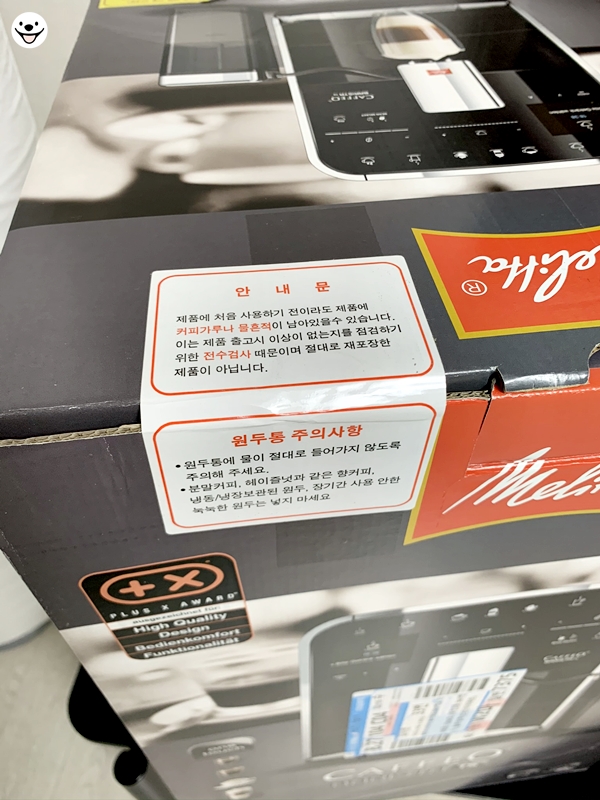 CAFFEO
Melitta®
안 내 문
제품에 처음 사용하기 전이라도 제품에
커피가루나 물흔적이 남아있을수 있습니다.
이는 제품 출고시 이상이 없는지를 점검하기
위한 전수검사 때문이며 절대로 재포장한
제품이 아닙니다.
원두통 주의사항
• 원두통에 물이 절대로 들어가지 않도록
주의해 주세요.
• 분말커피, 헤이즐넛과 같은 향커피,
냉동/냉장보관된 원두, 장기간 사용 안한
눅눅한 원두는 넣지 마세요
PLUS X AWARD
ausgezeichnet für:
High Quality
Design
Bedienkomfort
Funktionalität
CAFFEO
CAFFEO